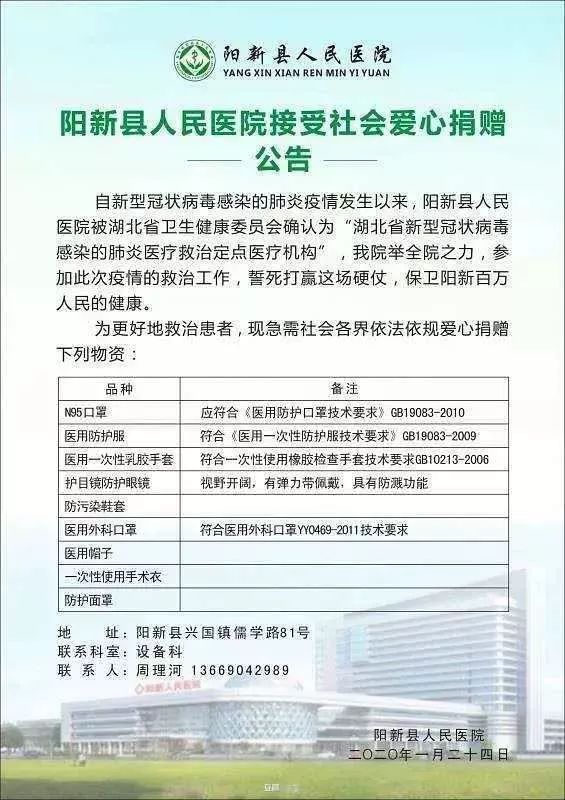 阳新县人民医院
YANG XIN XIAN REN MIN YI YUAN
阳新县人民医院接受社会爱心捐赠
公告
自新型冠状病毒感染的肺炎疫情发生以来，阳新县人民
医院被湖北省卫生健康委员会确认为“湖北省新型冠状病毒
感染的肺炎医疗救治定点医疗机构”，我院举全院之力，参
加此次疫情的救治工作，誓死打赢这场硬仗，保卫阳新百万
人民的健康。
为更好地救治患者，现急需社会各界依法依规爱心捐赠
下列物资：
品种 备注
N95口罩 应符合《医用防护口罩技术要求》GB19083-2010
医用防护服 符合《医用一次性防护服技术要求》GB19083-2009
医用一次性乳胶手套 符合一次性使用橡胶检查手套技术要求GB10213-2006
护目镜防护眼镜 视野开阔，有弹力带佩戴，具有防溅功能
防污染鞋套
医用外科口罩 符合医用外科口罩YY0469-2011技术要求
医用帽子
一次性使用手术衣
防护面罩
地 址：阳新县兴国镇儒学路81号
联系科室：设备科
联 系 人：周理河 13669042989
阳新人民医院
阳新县人民医院
二〇二〇年一月二十四日